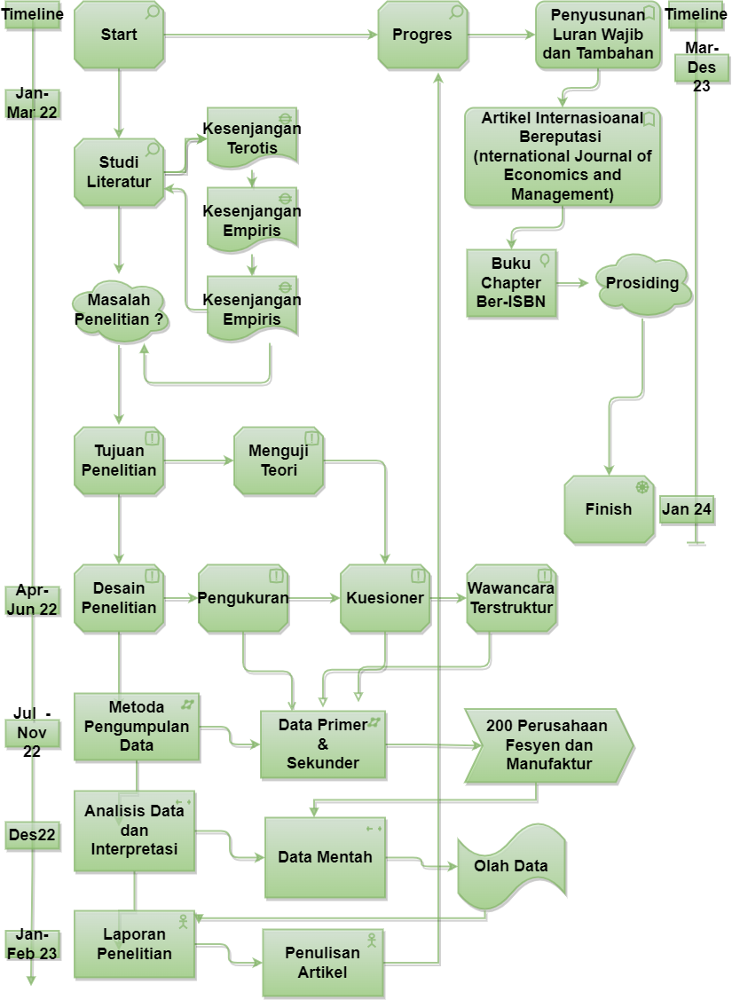 Timeline
Start
Progres
Penyusunan
Luran Wajib
dan Tambahan
Timeline
Mar-
Des
23
Jan-
Mar 22
Artikel Internasioanal
Bereputasi
(nternational Journal of
Economics and
Management)
Kesenjangan
Terotis
Studi
Literatur
Kesenjangan
Empiris
Buku
Chapter
Ber-ISBN
Prosiding
Masalah
Penelitian ?
Kesenjangan
Empiris
Tujuan
Penelitian
Menguji
Teori
Finish
Jan 24
Apr-
Jun 22
Desain
Penelitian
Pengukuran
Kuesioner
Wawancara
Terstruktur
Jul -
Nov
22
Metoda
Pengumpulan
Data
Data Primer
&
Sekunder
200 Perusahaan
Fesyen dan
Manufaktur
Des22
Analisis Data
dan
Interpretasi
Data Mentah
Olah Data
Jan-
Feb 23
Laporan
Penelitian
Penulisan
Artikel